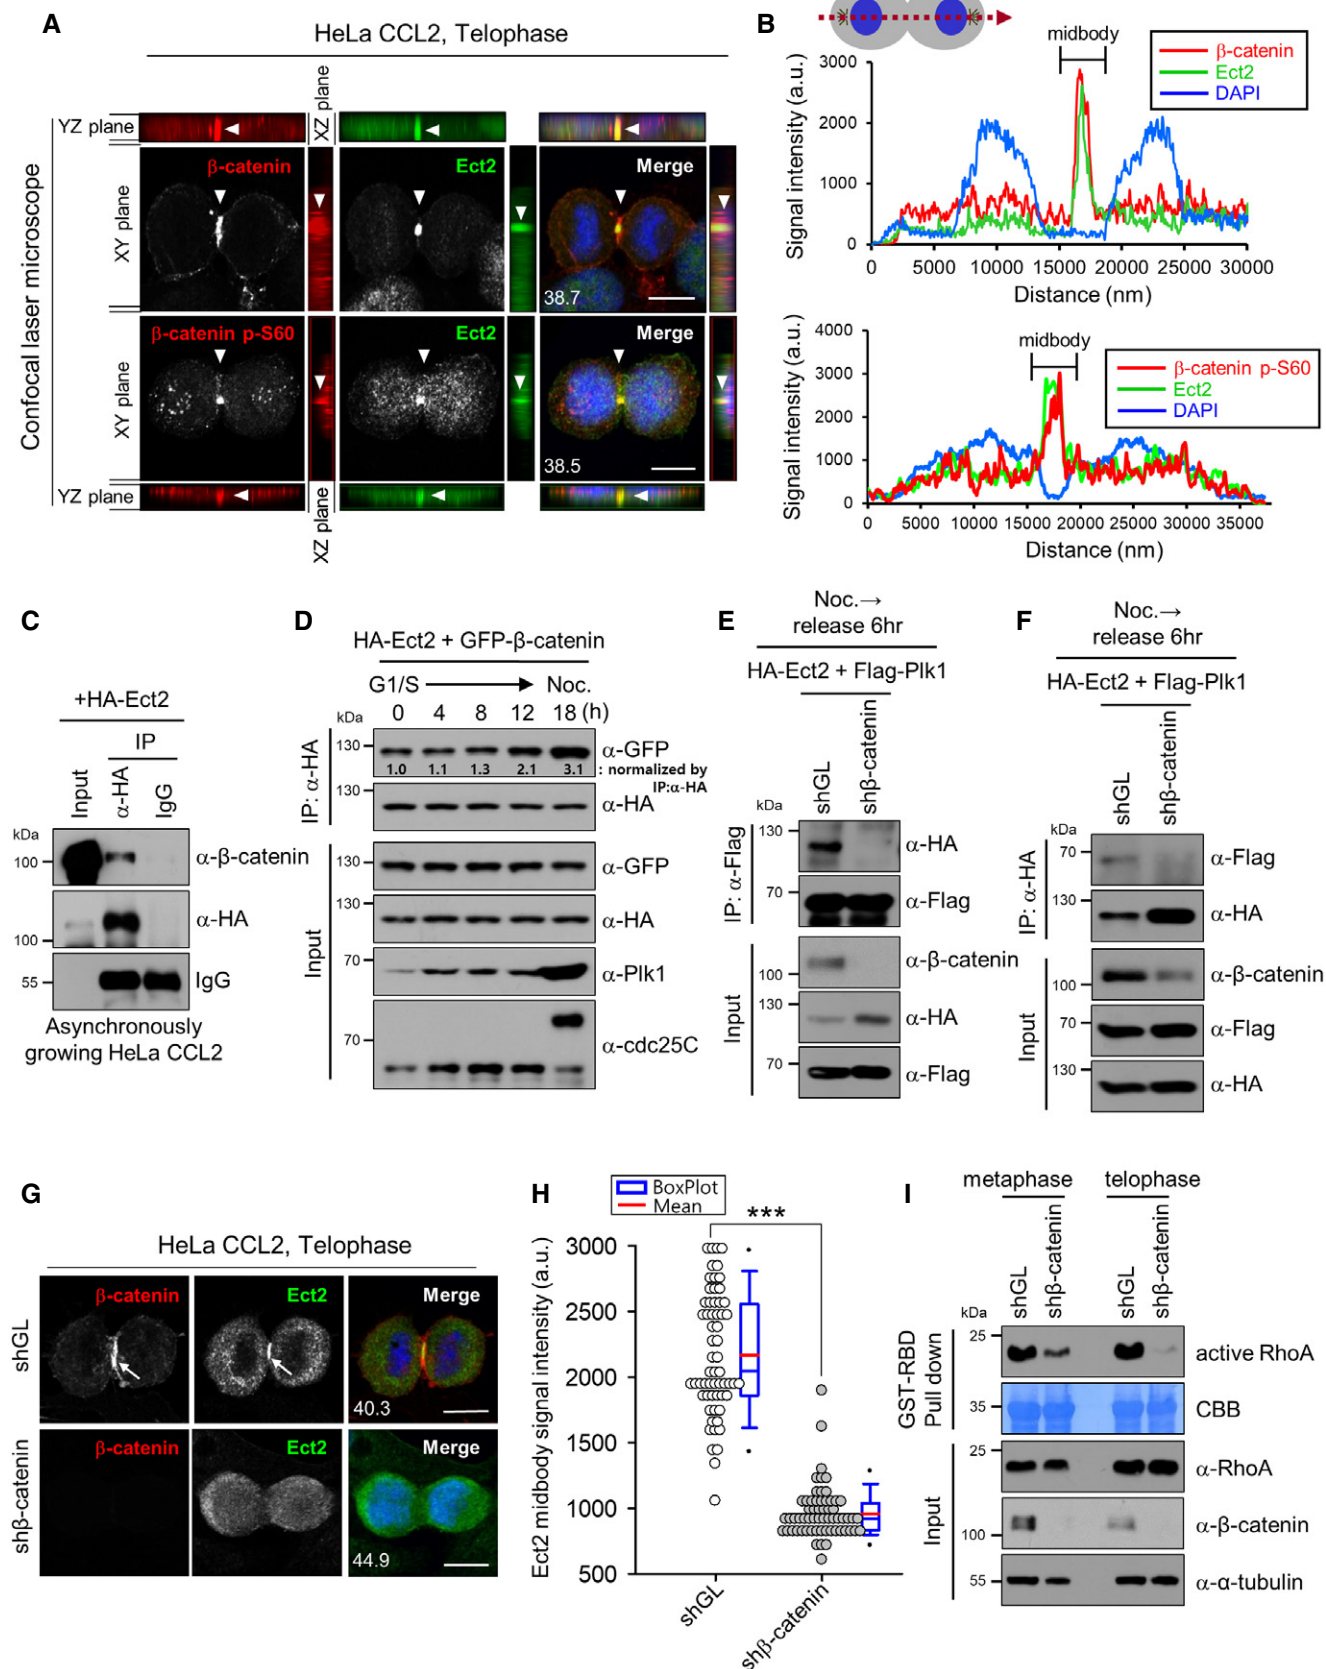 A
HeLa CCL2, Telophase
YZ plane
XZ plane
Confocal laser microscope
XY plane
β-catenin
Ect2
Merge
38.7
XY plane
β-catenin p-S60
Ect2
Merge
38.5
YZ plane
XZ plane
B
midbody
β-catenin
Ect2
DAPI
Signal intensity (a.u.)
3000
2000
1000
0
0 5000 10000 15000 20000 25000 30000
Distance (nm)
midbody
β-catenin p-S60
Ect2
DAPI
Signal intensity (a.u.)
4000
3000
2000
1000
0
0 5000 10000 15000 20000 25000 30000 35000
Distance (nm)
C
+HA-Ect2
IP
Input
α-HA
IgG
kDa
100
α-β-catenin
α-HA
100
55
IgG
Asynchronously
growing HeLa CCL2
D
HA-Ect2 + GFP-β-catenin
G1/S → Noc.
kDa
0 4 8 12 18 (h)
IP: α-HA
130
α-GFP
1.0 1.1 1.3 2.1 3.1 : normalized by
IP:α-HA
130
α-HA
Input
130
α-GFP
130
α-HA
70
α-Plk1
70
α-cdc25C
E
Noc.→
release 6hr
HA-Ect2 + Flag-Plk1
shGL
shβ-catenin
kDa
IP: α-Flag
130
α-HA
70
α-Flag
Input
α-β-catenin
100
130
α-HA
70
α-Flag
F
Noc.→
release 6hr
HA-Ect2 + Flag-Plk1
shGL
shβ-catenin
kDa
IP: α-HA
70
α-Flag
130
α-HA
Input
α-β-catenin
100
70
α-Flag
130
α-HA
G
HeLa CCL2, Telophase
shGL
β-catenin
Ect2
Merge
40.3
shβ-catenin
β-catenin
Ect2
Merge
44.9
H
BoxPlot
Mean
***
Ect2 midbody signal intensity (a.u.)
3000
2500
2000
1500
1000
500
shGL
shβ-catenin
I
metaphase telophase
shGL
shβ-catenin
shGL
shβ-catenin
kDa
GST-RBD
Pull down
25
active RhoA
35
CBB
Input
25
α-RhoA
α-β-catenin
100
55
α-α-tubulin